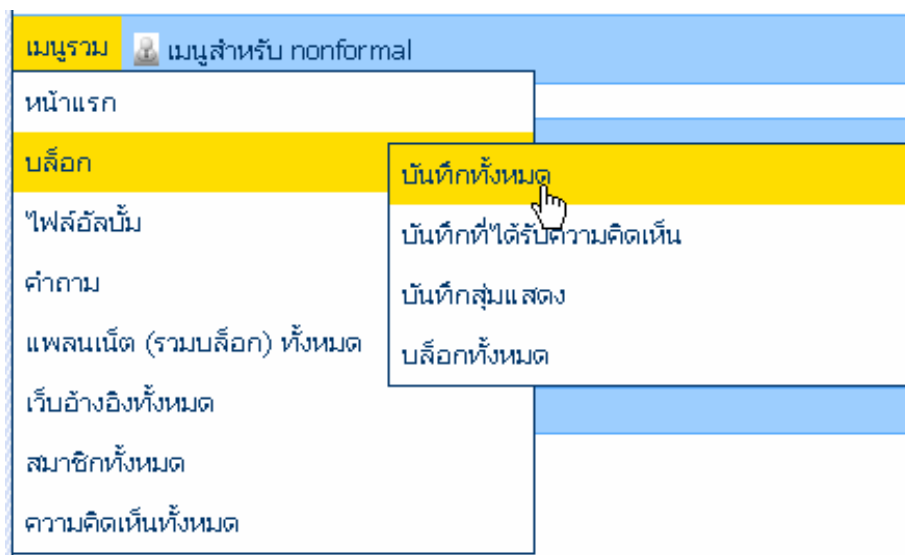 เมนูรวม เมนูสำหรับ nonformal
หน้าแรก
บล็อก
บันทึกทั้งหมด
บันทึกที่ได้รับความคิดเห็น
บันทึกสุ่มแสดง
บล็อกทั้งหมด
ไฟล์อัลบั้ม
คำถาม
แพลนเน็ต (รวมบล็อก) ทั้งหมด
เว็บอ้างอิงทั้งหมด
สมาชิกทั้งหมด
ความคิดเห็นทั้งหมด